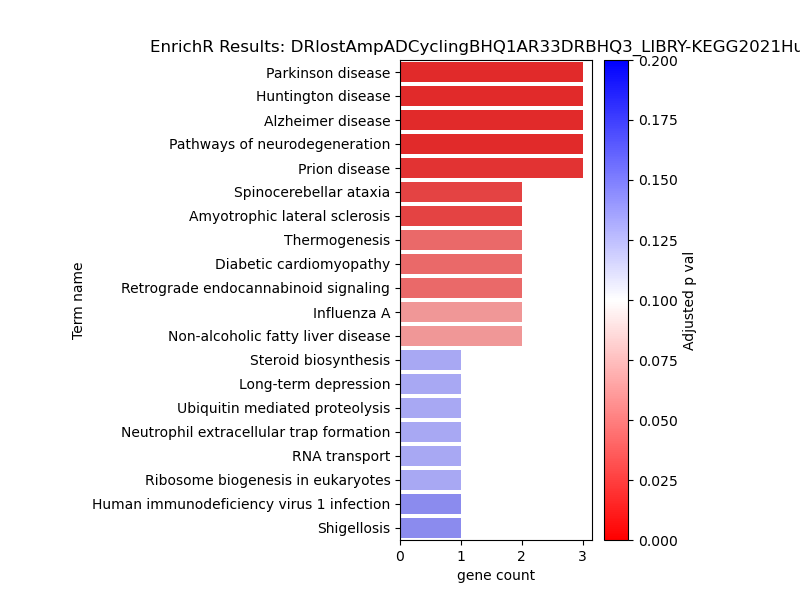 EnrichR Results: DRlostAmpADCyclingBHQ1AR33DRBHQ3_LIBRY-KEGG2021Hu
Term name
Parkinson disease
Huntington disease
Alzheimer disease
Pathways of neurodegeneration
Prion disease
Spinocerebellar ataxia
Amyotrophic lateral sclerosis
Thermogenesis
Diabetic cardiomyopathy
Retrograde endocannabinoid signaling
Influenza A
Non-alcoholic fatty liver disease
Steroid biosynthesis
Long-term depression
Ubiquitin mediated proteolysis
Neutrophil extracellular trap formation
RNA transport
Ribosome biogenesis in eukaryotes
Human immunodeficiency virus 1 infection
Shigellosis
0 1 2 3
gene count
0.200
0.175
0.150
0.125
0.100
0.075
0.050
0.025
0.000
Adjusted p val